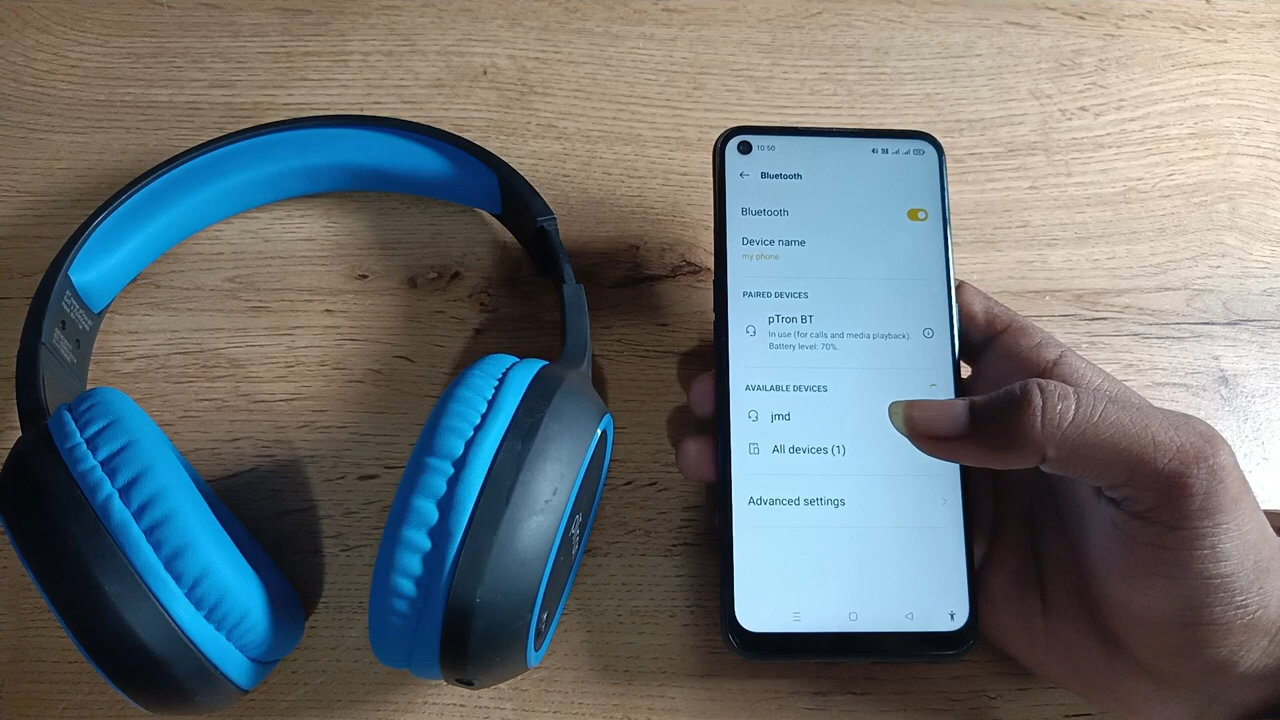 10:50
Bluetooth
Bluetooth
Device name
my phone
PAIRED DEVICES
pTron BT
In use (for calls and media playback).
Battery level: 70%.
AVAILABLE DEVICES
jmd
All devices (1)
Advanced settings